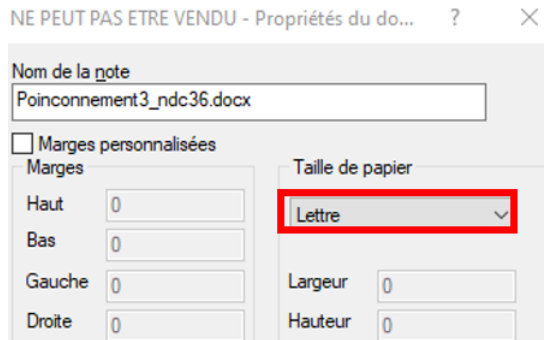 NE PEUT PAS ETRE VENDU - Propriétés du do... ? ×
Nom de la note
Poinconnement3_ndc36.docx
Marges personnalisées
Marges
Haut 0
Bas 0
Gauche 0
Droite 0
Taille de papier
Lettre
Largeur 0
Hauteur 0